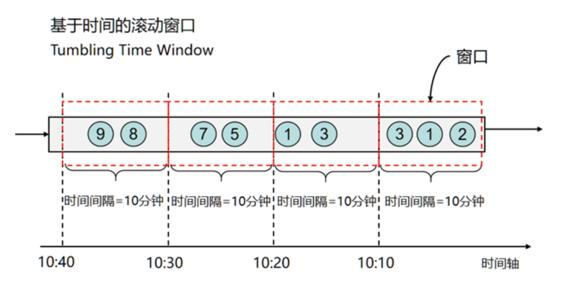 基于时间的滚动窗口
Tumbling Time Window
窗口
9 8 7 5 1 3 3 1 2
时间间隔=10分钟 时间间隔=10分钟 时间间隔=10分钟 时间间隔=10分钟
10:40 10:30 10:20 10:10 时间轴